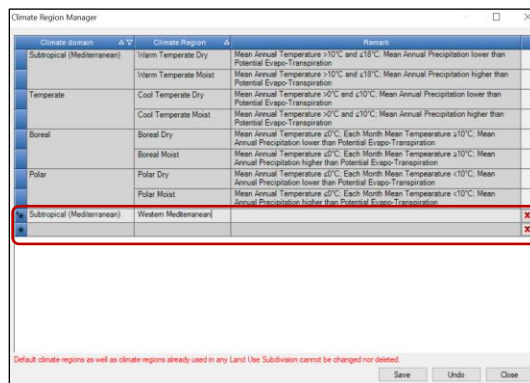 Climate Region Manager
Climate domain Climate Region Remark
Subtropical (Mediterranean) Warm Temperate Dry Mean Annual Temperature >10°C and ≤18°C; Mean Annual Precipitation lower than
Potential Evapo-Transpiration
Warm Temperate Moist Mean Annual Temperature >10°C and ≤18°C; Mean Annual Precipitation higher than
Potential Evapo-Transpiration
Temperate Cool Temperate Dry Mean Annual Temperature >0°C and ≤10°C; Mean Annual Precipitation lower than
Potential Evapo-Transpiration
Cool Temperate Moist Mean Annual Temperature >0°C and ≤10°C; Mean Annual Precipitation higher than
Potential Evapo-Transpiration
Boreal Boreal Dry Mean Annual Temperature ≤0°C; Each Month Mean Tempearature ≥10°C; Mean
Annual Precipitation lower than Potential Evapo-Transpiration
Boreal Moist Mean Annual Temperature ≤0°C; Each Month Mean Tempearature ≥10°C; Mean
Annual Precipitation higher than Potential Evapo-Transpiration
Polar Polar Dry Mean Annual Temperature ≤0°C; Each Month Mean Tempearature <10°C; Mean
Annual Precipitation lower than Potential Evapo-Transpiration
Polar Moist Mean Annual Temperature ≤0°C; Each Month Mean Tempearature <10°C; Mean
Annual Precipitation higher than Potential Evapo-Transpiration
Subtropical (Mediterranean) Western Mediterranean
Default climate regions as well as climate regions already used in any Land Use Subdivision cannot be changed nor deleted.
Save Undo Close